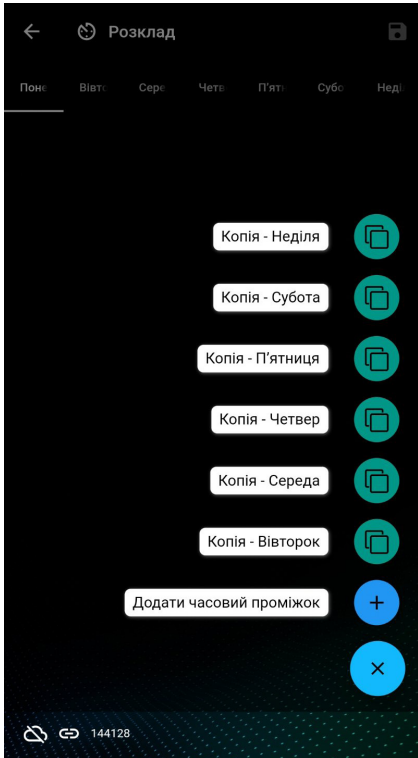 Розклад
Поне Вівто Сере Четв П'ятн Субо Неді
Копія - Неділя
Копія - Субота
Копія - П'ятниця
Копія - Четвер
Копія - Середа
Копія - Вівторок
Додати часовий проміжок
144128